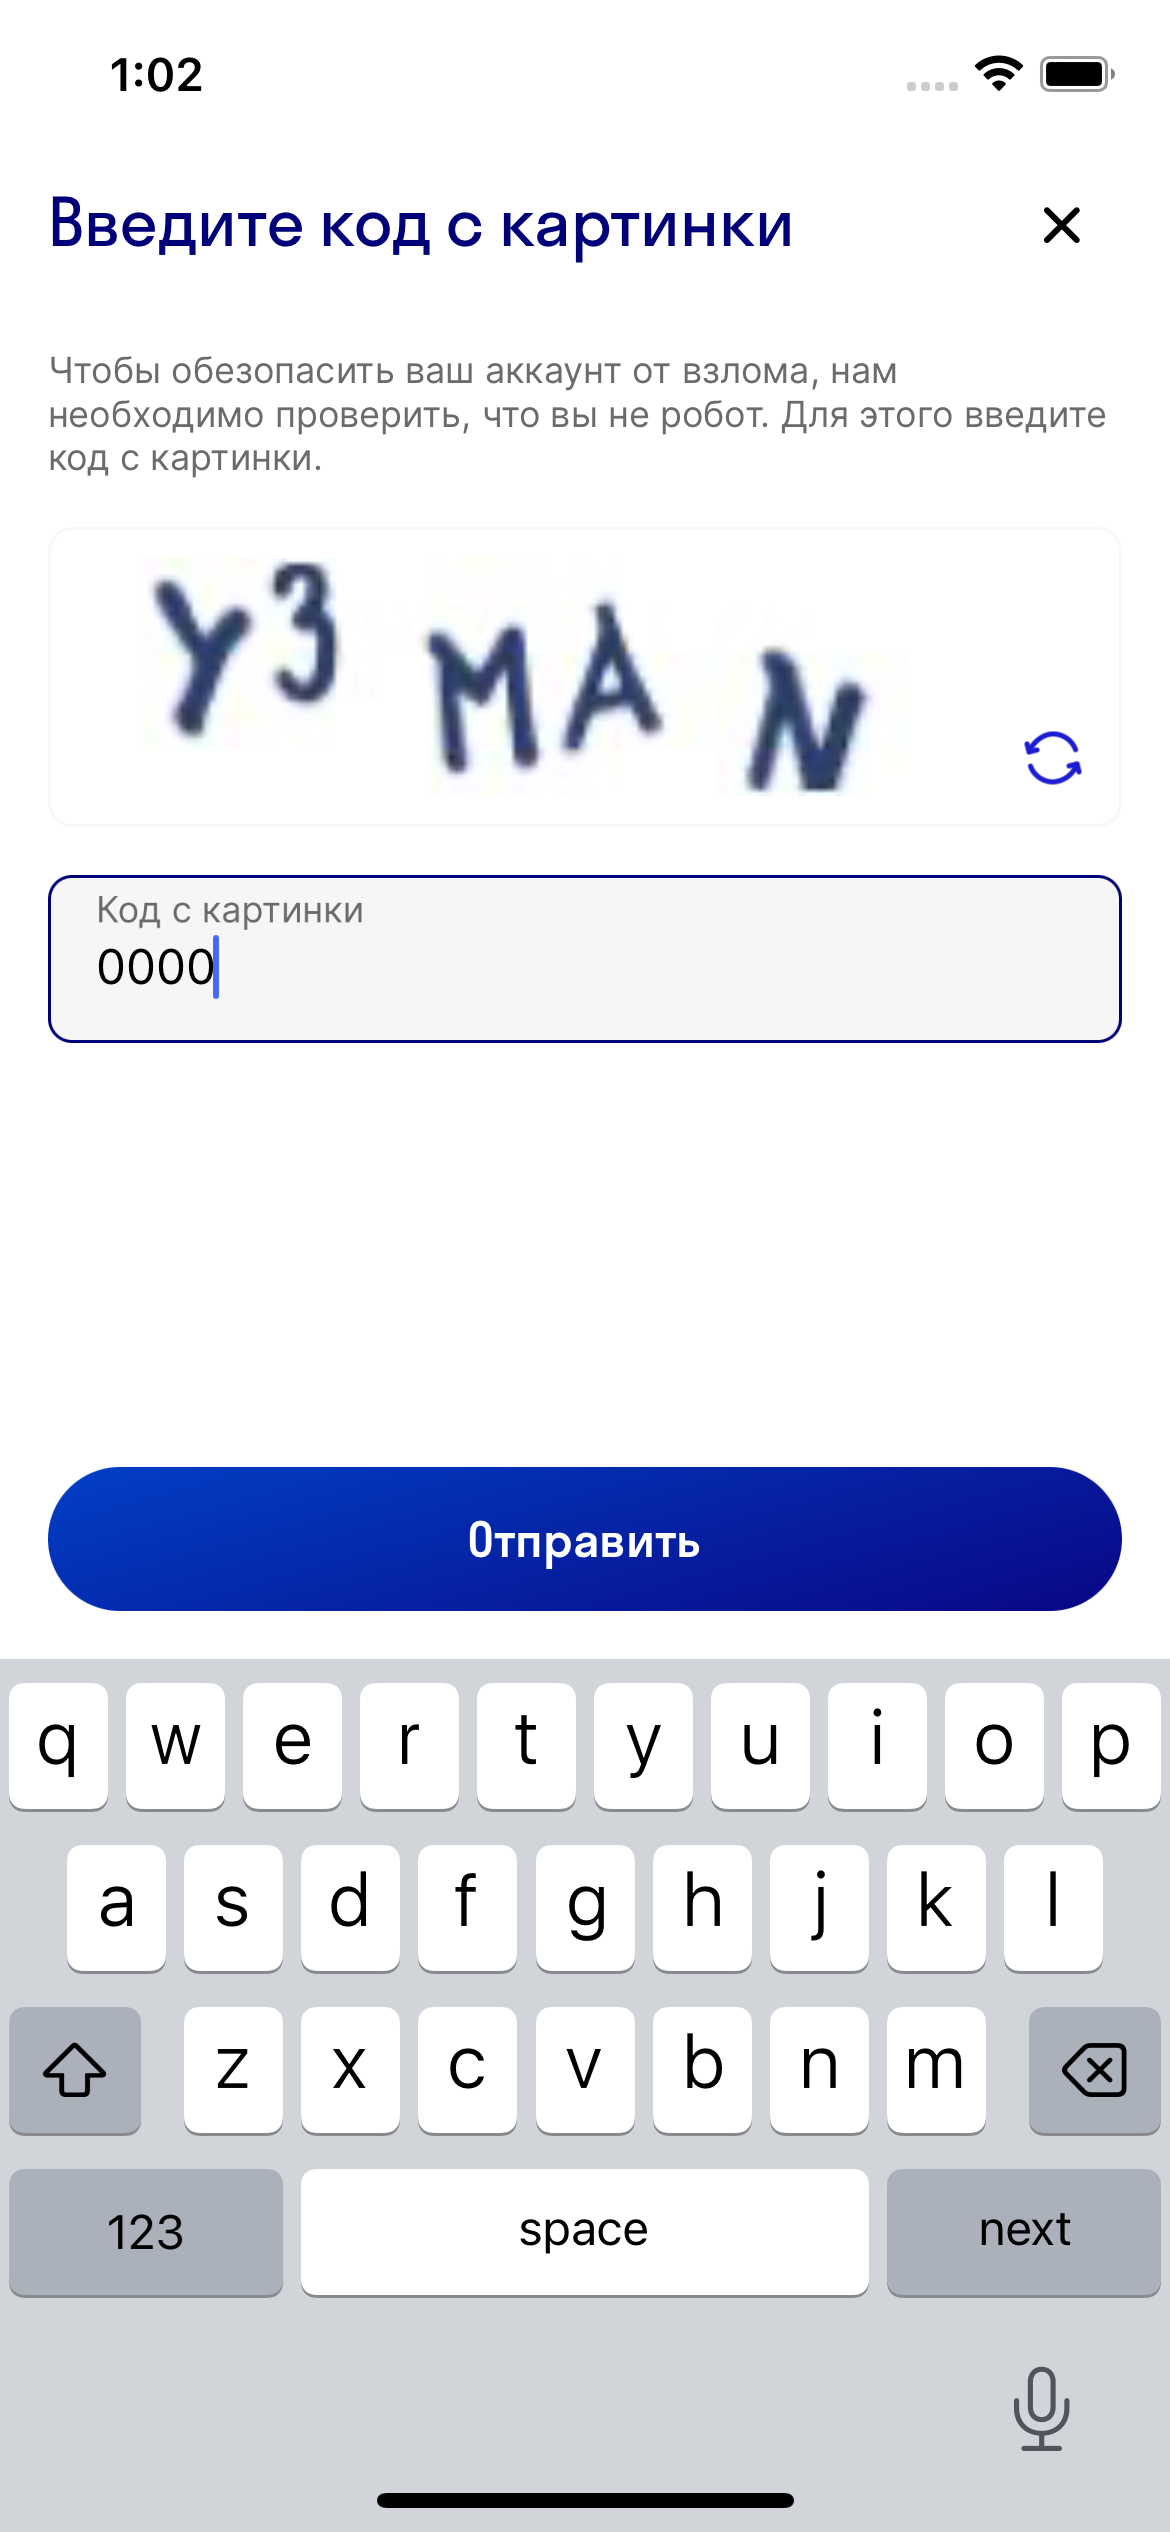 1:02
Введите код с картинки
Чтобы обезопасить ваш аккаунт от взлома, нам
необходимо проверить, что вы не робот. Для этого введите
код с картинки.
Y3 MAN
Код с картинки
0000
Отправить
q w e r t y u i o p
a s d f g h j k l
z x c v b n m
123 space next